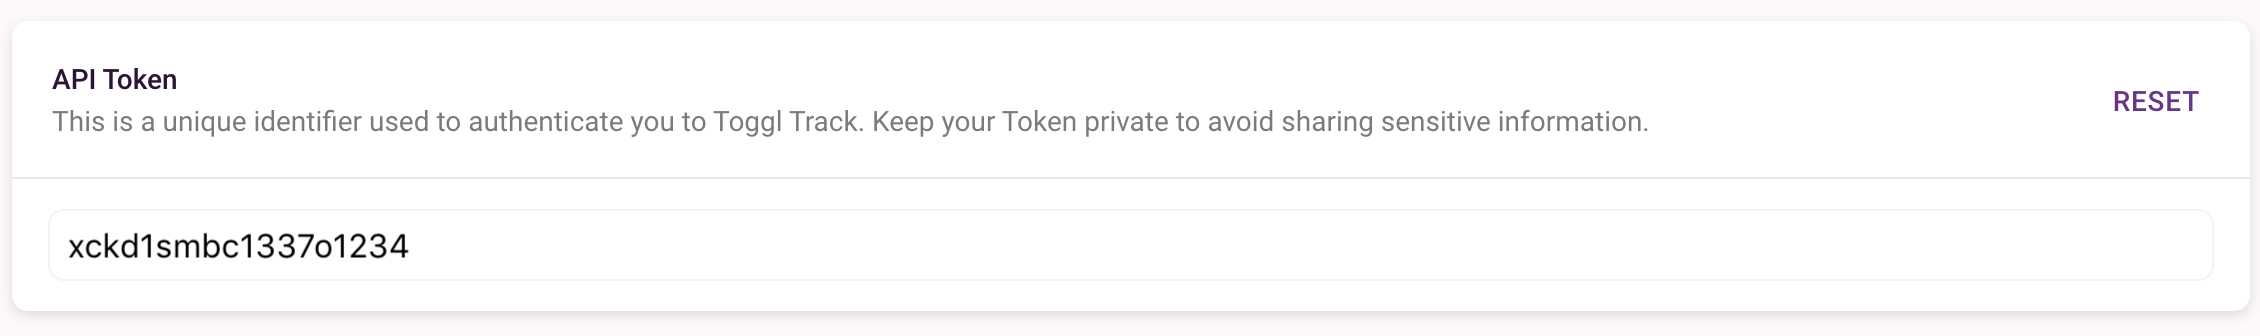 API Token
This is a unique identifier used to authenticate you to Toggl Track. Keep your Token private to avoid sharing sensitive information.
RESET
xckd1smbc1337o1234